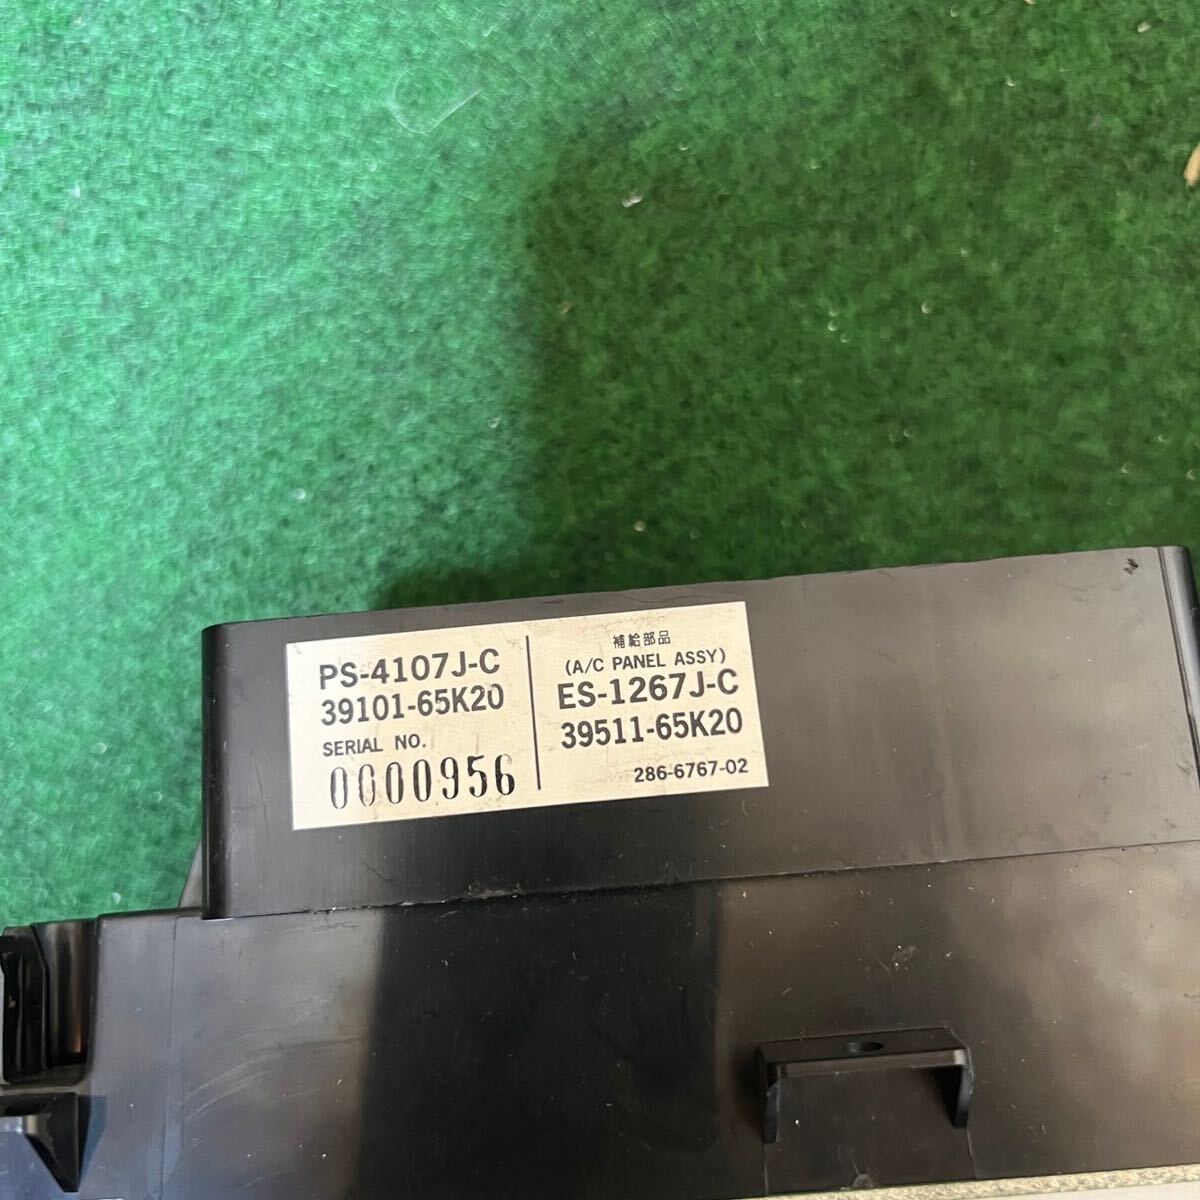 PS-4107J-C
39101-65K20
SERIAL NO.
0000956
補給部品
(A/C PANEL ASSY)
ES-1267J-C
39511-65K20
286-6767-02